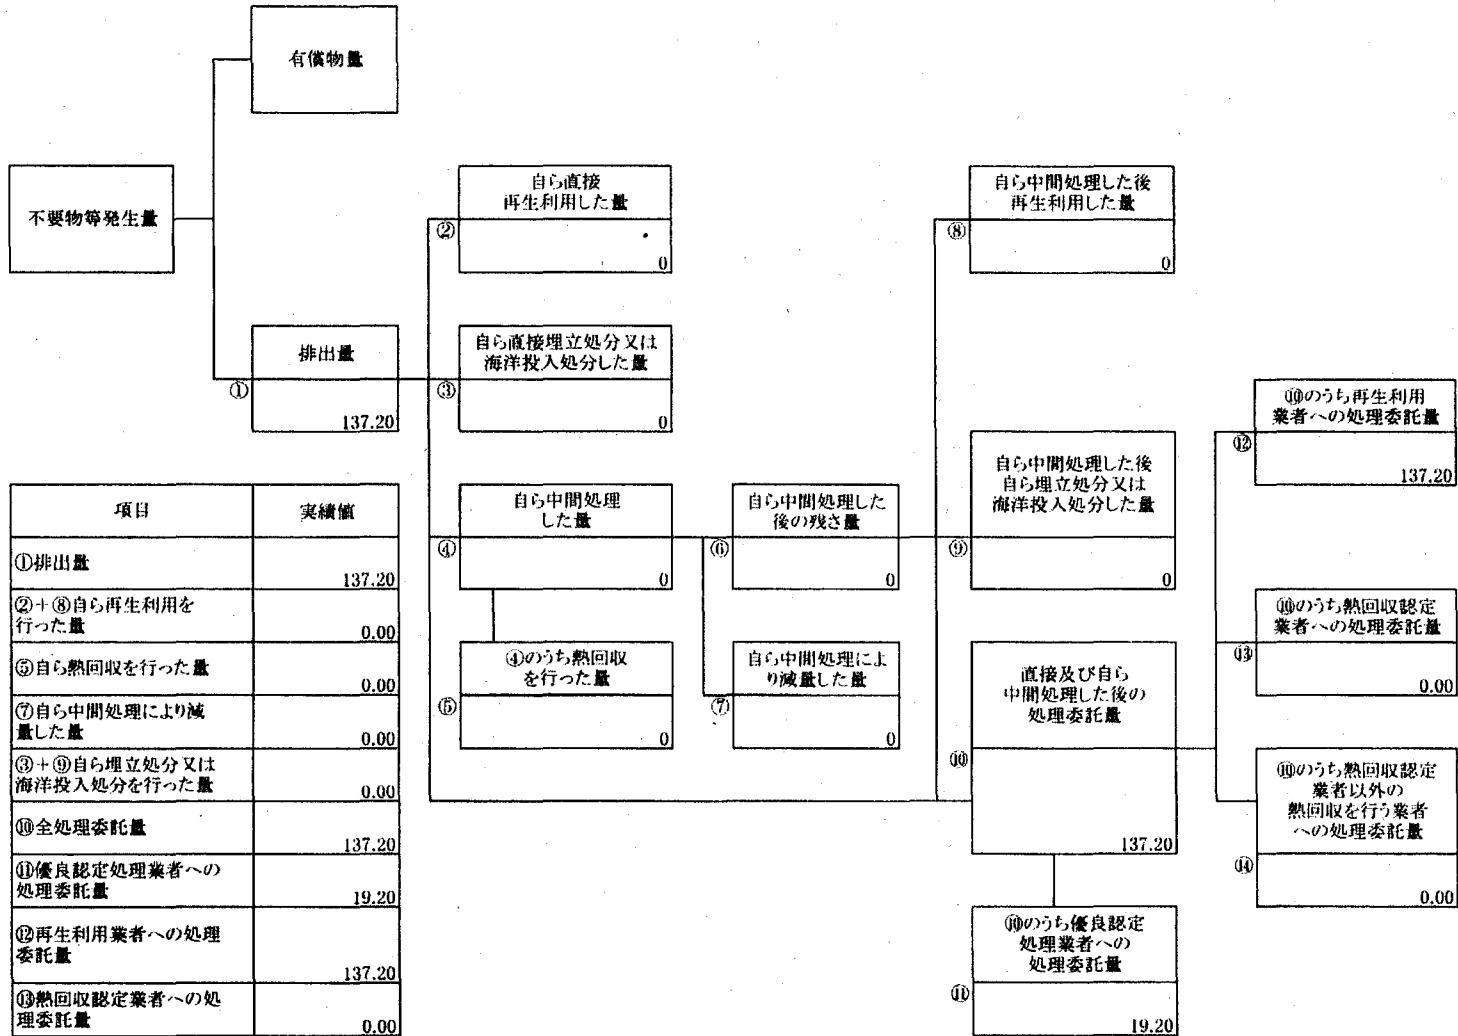 有償物量
不要物等発生量
自ら直接
再生利用した量
②
0
自ら中間処理した後
再生利用した量
⑧
0
排出量
①
137.20
自ら直接埋立処分又は
海洋投入処分した量
③
0
⑩のうち再生利用
業者への処理委託量
⑫
137.20
自ら中間処理
した量
④
0
自ら中間処理した
後の残さ量
⑥
0
自ら中間処理した後
自ら埋立処分又は
海洋投入処分した量
⑨
0
④のうち熱回収
を行った量
⑤
0
自ら中間処理によ
り減量した量
⑦
0
直接及び自ら
中間処理した後の
処理委託量
⑩
137.20
⑩のうち熱回収認定
業者への処理委託量
⑬
0.00
⑩のうち熱回収認定
業者以外の
熱回収を行う業者
への処理委託量
⑭
0.00
⑩のうち優良認定
処理業者への
処理委託量
⑪
19.20
項目 実績値
①排出量
137.20
②+⑧自ら再生利用を
行った量 0.00
⑤自ら熱回収を行った量
0.00
⑦自ら中間処理により減
量した量 0.00
③+⑨自ら埋立処分又は
海洋投入処分を行った量 0.00
⑩全処理委託量
137.20
⑪優良認定処理業者への
処理委託量 19.20
⑫再生利用業者への処理
委託量
137.20
⑬熱回収認定業者への処
理委託量 0.00